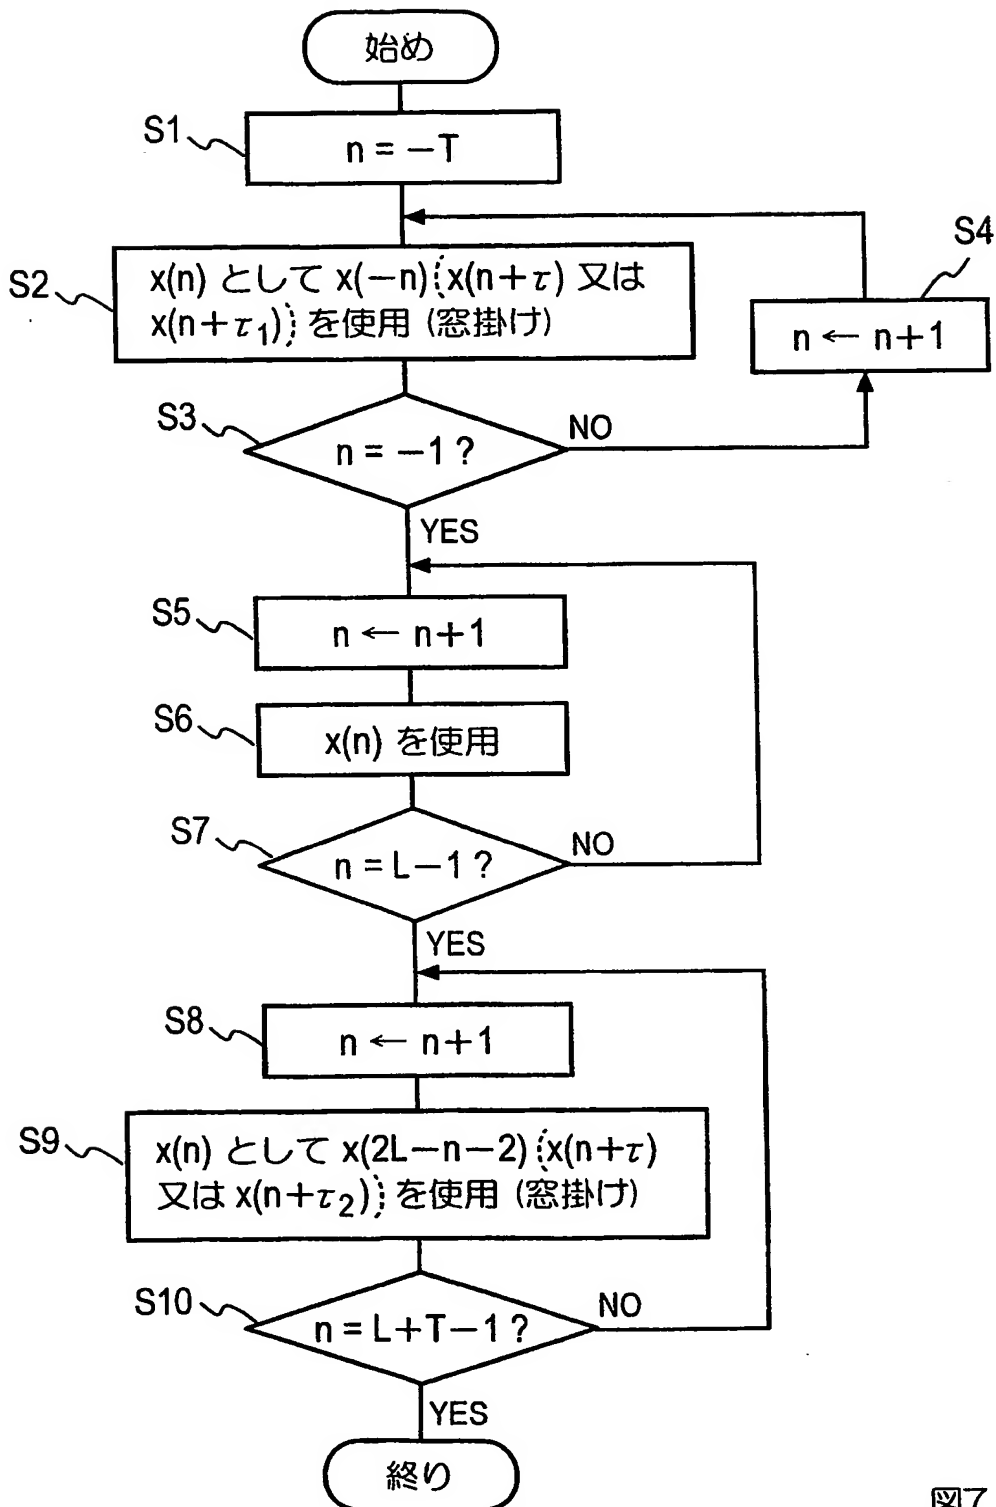 始め
S1
n = −T
S4
S2
x(n) として x(−n) {x(n+τ) 又は
x(n+τ1)} を使用 (窓掛け)
n ← n+1
S3
n = −1 ?
NO
YES
S5
n ← n+1
S6
x(n) を使用
S7
n = L−1 ?
NO
YES
S8
n ← n+1
S9
x(n) として x(2L−n−2) {x(n+τ)
又は x(n+τ2)} を使用 (窓掛け)
S10
n = L+T−1 ?
NO
YES
終り
図7